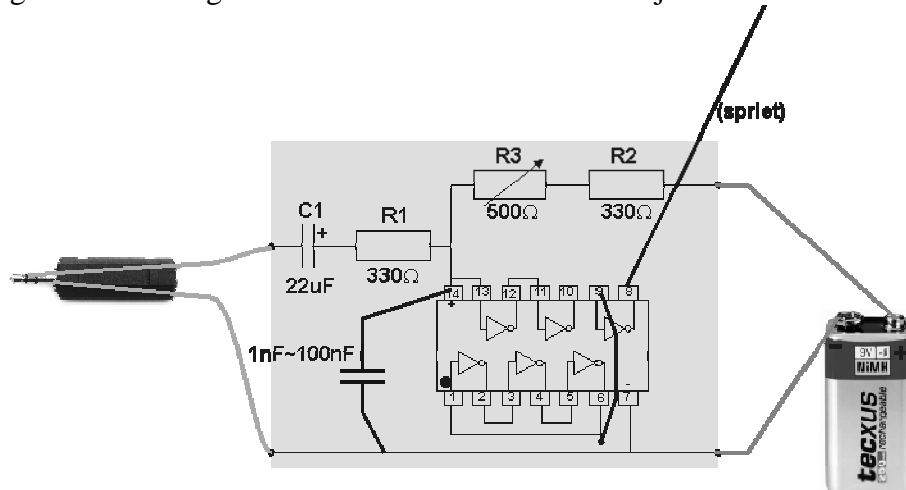 (spriet)
R3
R2
500Ω
330Ω
C1
+
R1
22uF
330Ω
14 13 12 11 10 9 8
+
1nF~100nF
-
1 2 3 4 5 6 7
- +
9V
NiMH
tecxus
rechargeable